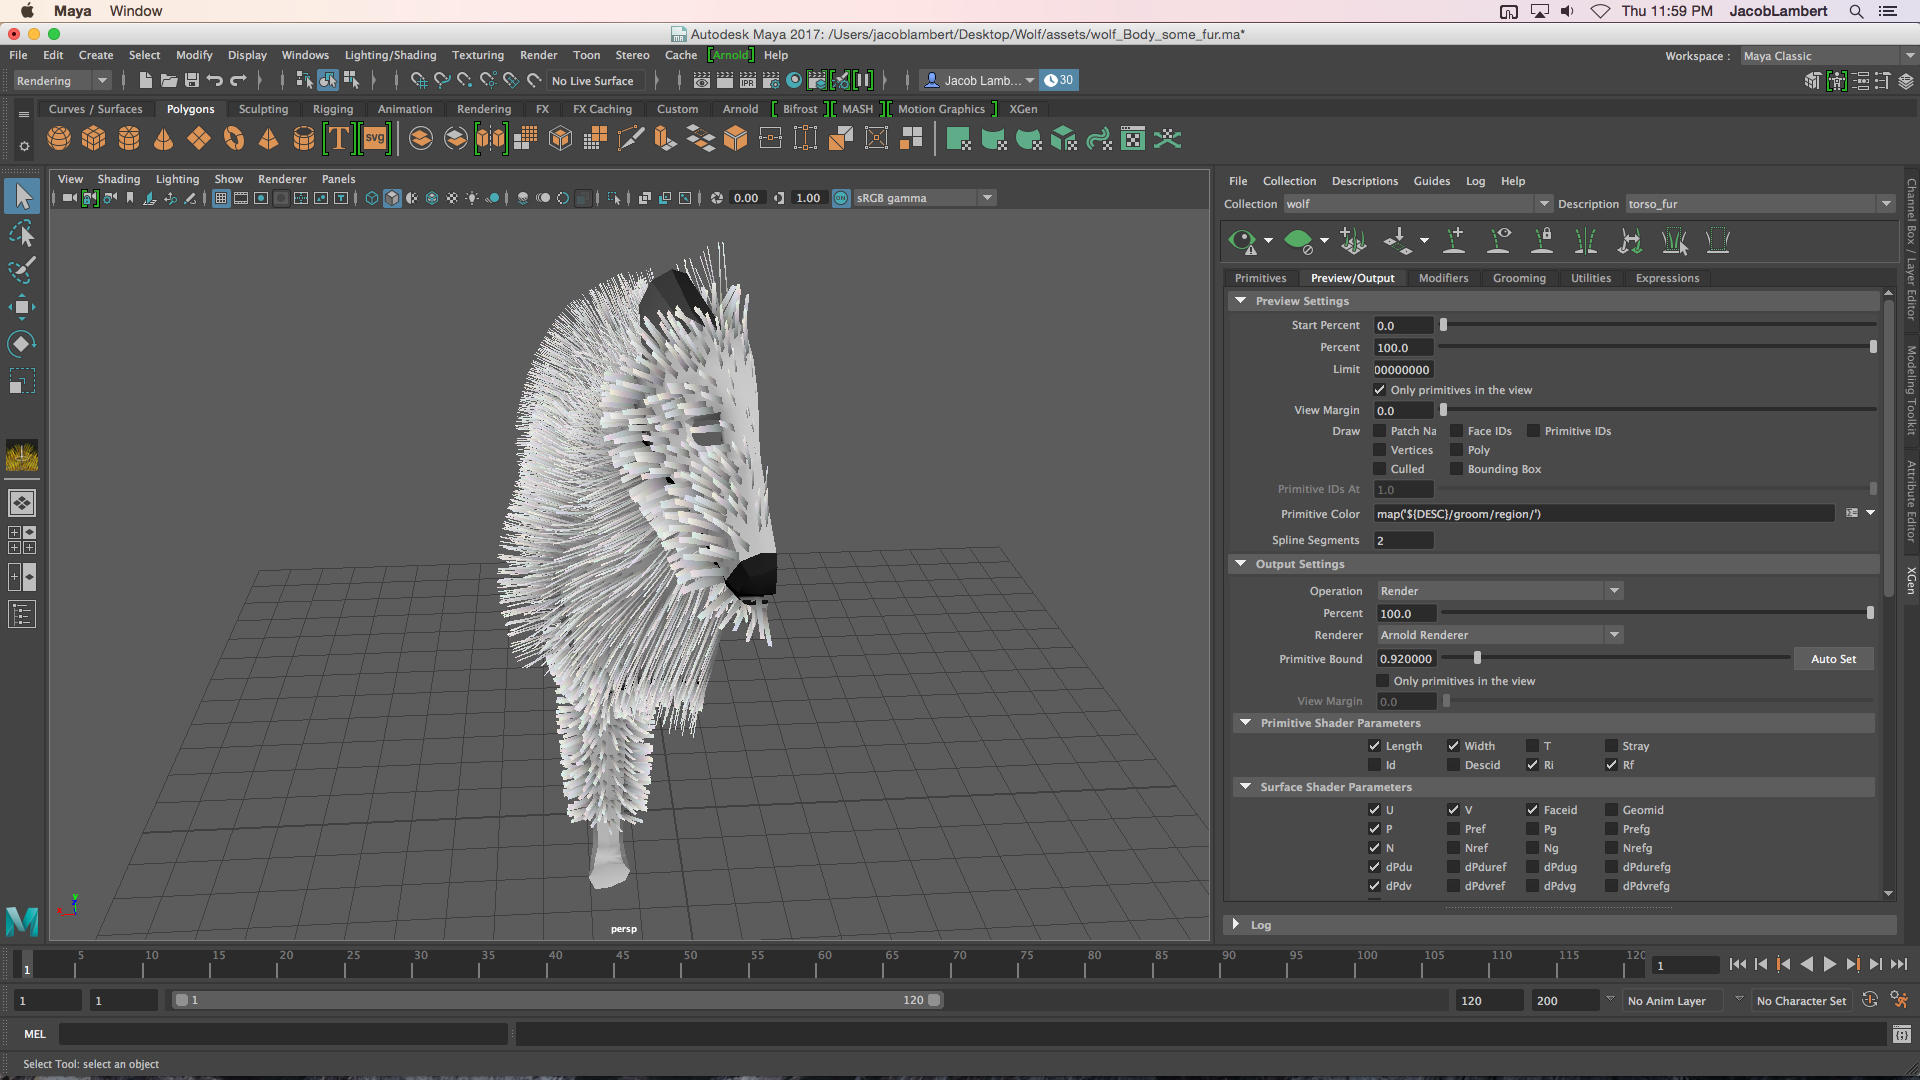 Maya Window Thu 11:59 PM JacobLambert
Autodesk Maya 2017: /Users/jacoblambert/Desktop/Wolf/assets/wolf_Body_some_fur.ma*
File Edit Create Select Modify Display Windows Lighting/Shading Texturing Render Toon Stereo Cache Arnold Help Workspace : Maya Classic
Rendering No Live Surface IPR Jacob Lamb... 30
Curves / Surfaces Polygons Sculpting Rigging Animation Rendering FX FX Caching Custom Arnold Bifrost MASH Motion Graphics XGen
T svg
View Shading Lighting Show Renderer Panels
0.00 1.00 ON sRGB gamma
File Collection Descriptions Guides Log Help
Collection wolf Description torso_fur
Primitives Preview/Output Modifiers Grooming Utilities Expressions
Preview Settings
Start Percent 0.0
Percent 100.0
Limit 00000000
Only primitives in the view
View Margin 0.0
Draw Patch Na Face IDs Primitive IDs
Vertices Poly
Culled Bounding Box
Primitive IDs At 1.0
Primitive Color map('${DESC}/groom/region/')
Spline Segments 2
Output Settings
Operation Render
Percent 100.0
Renderer Arnold Renderer
Primitive Bound 0.920000 Auto Set
Only primitives in the view
View Margin 0.0
Primitive Shader Parameters
Length Width T Stray
Id Descid Ri Rf
Surface Shader Parameters
U V Faceid Geomid
P Pref Pg Prefg
N Nref Ng Nrefg
dPdu dPduref dPdug dPdurefg
dPdv dPdvref dPdvg dPdvrefg
Log
Channel Box / Layer Editor
Modeling Toolkit
Attribute Editor
XGen
persp
1 5 10 15 20 25 30 35 40 45 50 55 60 65 70 75 80 85 90 95 100 105 110 115 120 1
1 1 1 120 120 200 No Anim Layer No Character Set
MEL
Select Tool: select an object